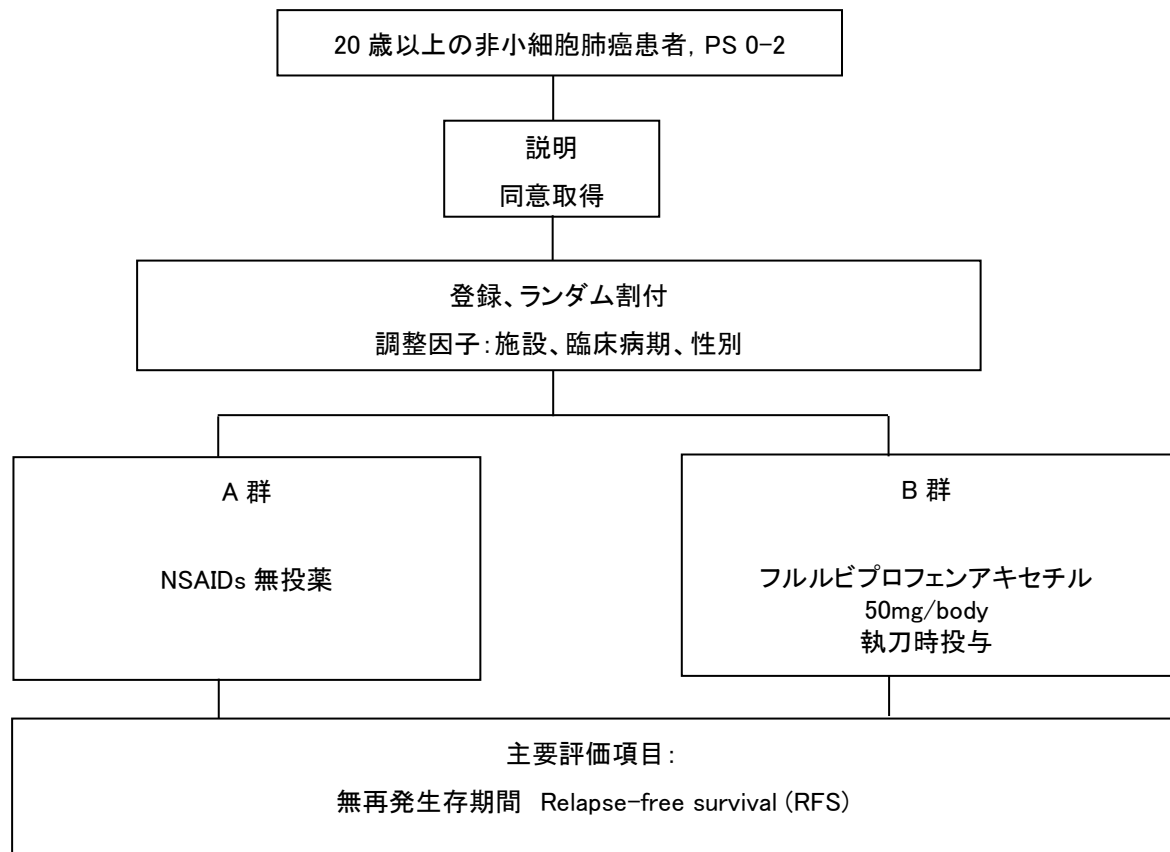 20 歳以上の非小細胞肺癌患者, PS 0-2
説明
同意取得
登録、ランダム割付
調整因子:施設、臨床病期、性別
A 群
NSAIDs 無投薬
B 群
フルルビプロフェンアキセチル
50mg/body
執刀時投与
主要評価項目:
無再発生存期間 Relapse-free survival (RFS)